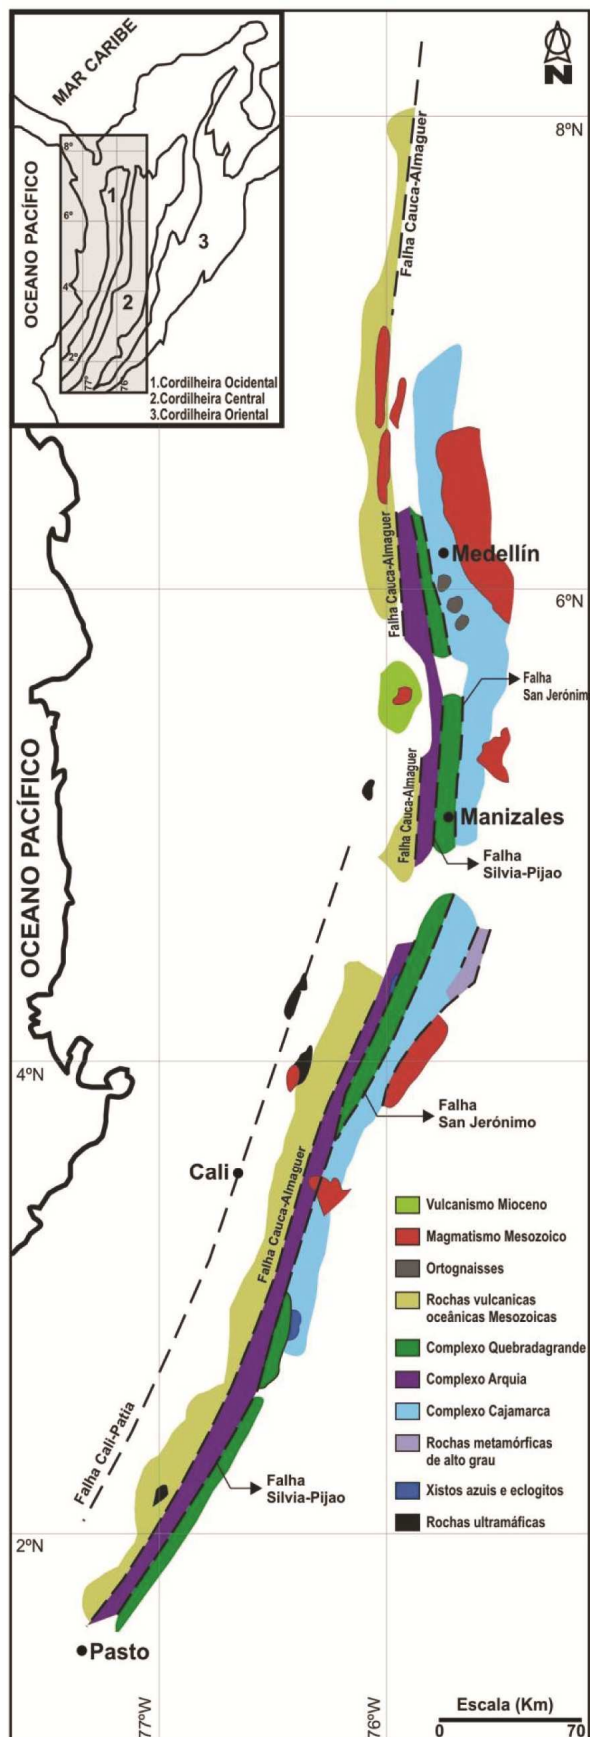 MAR CARIBE
OCEANO PACÍFICO
8º
6º
4º
2º
77º
76º
1
2
3
1.Cordilheira Ocidental
2.Cordilheira Central
3.Cordilheira Oriental
N
8ºN
Falha Cauca-Almaguer
Falha Cauca-Almaguer
Medellín
6ºN
Falha
San Jerónim
OCEANO PACÍFICO
Falha Cauca-Almaguer
Manizales
Falha
Silvia-Pijao
4ºN
Falha
San Jerónimo
Cali
Falha Cauca-Almaguer
Vulcanismo Mioceno
Magmatismo Mesozoico
Ortognaisses
Rochas vulcanicas
oceânicas Mesozoicas
Complexo Quebradagrande
Complexo Arquia
Complexo Cajamarca
Rochas metamórficas
de alto grau
Xistos azuis e eclogitos
Rochas ultramáficas
Falha Cali-Patia
Falha
Silvia-Pijao
2ºN
Pasto
77ºW
76ºW
Escala (Km)
0 70